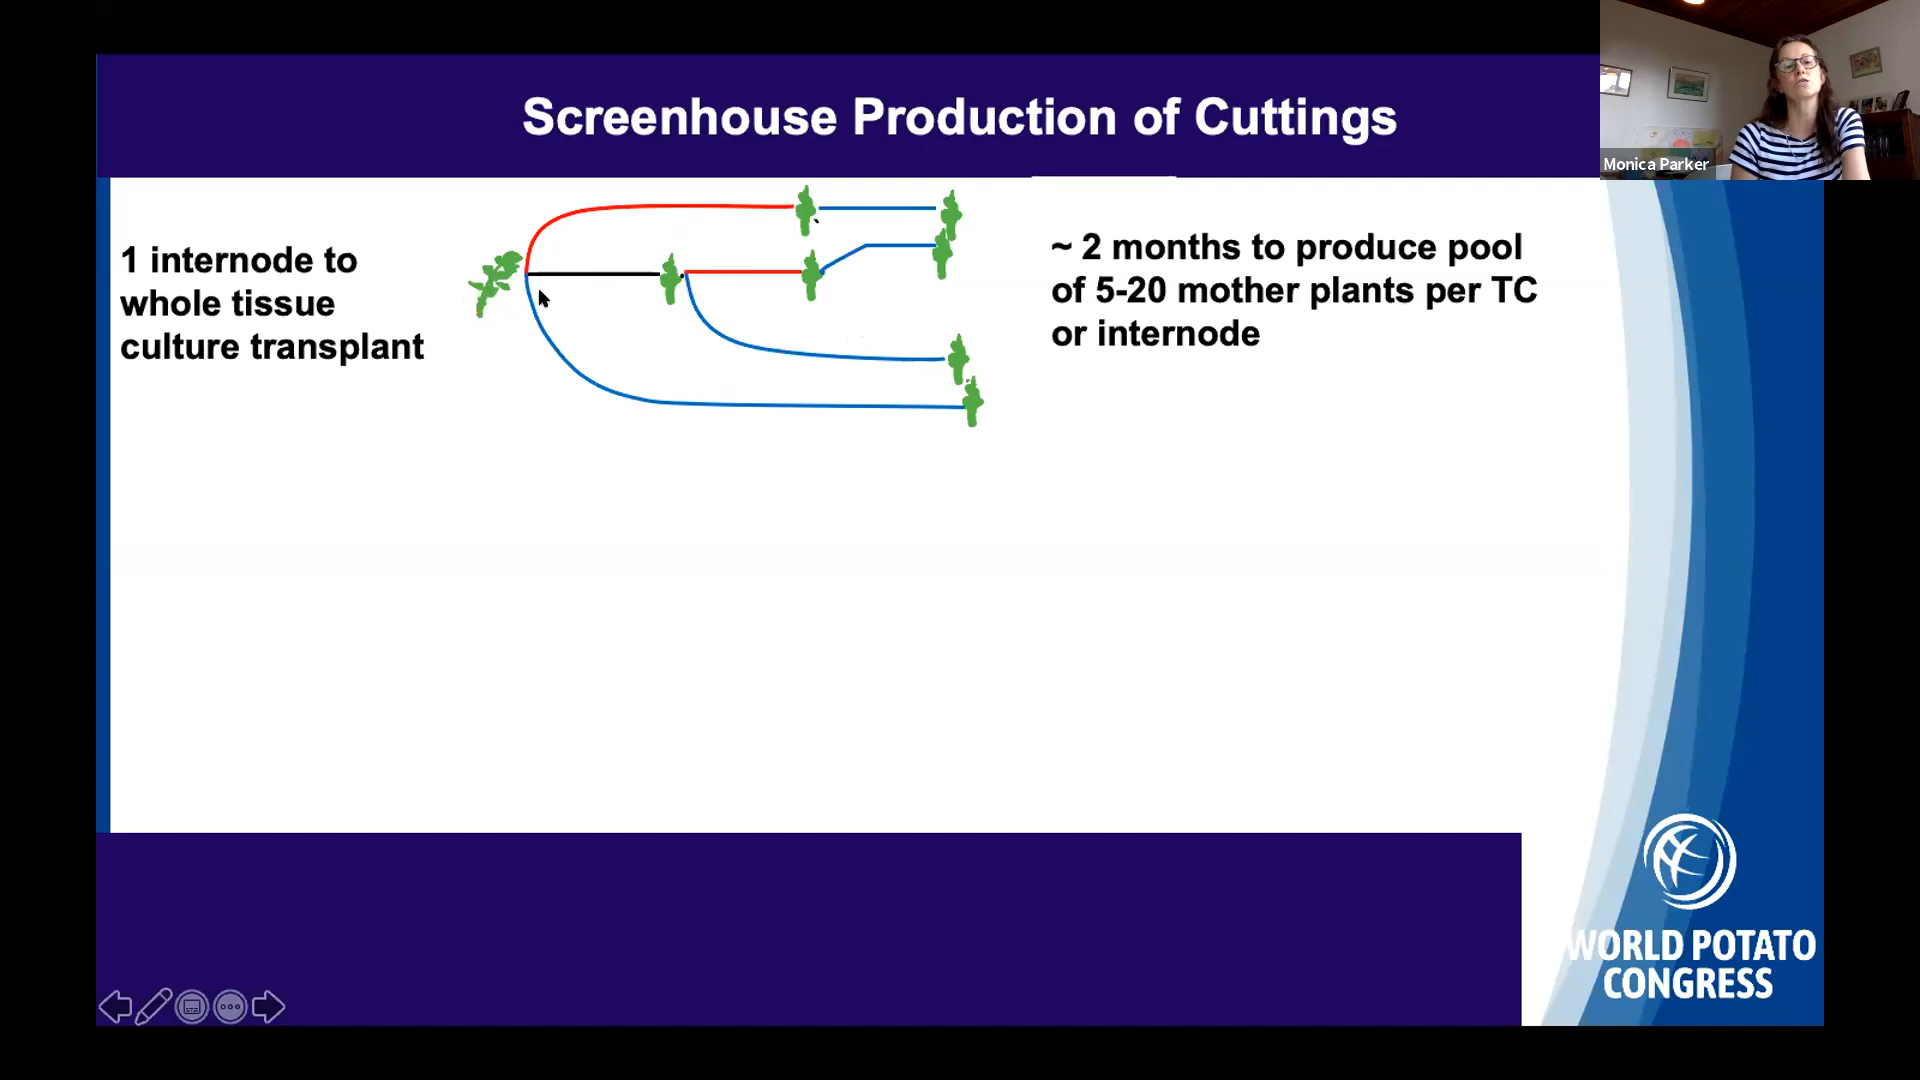 Screenhouse Production of Cuttings
Monica Parker
1 internode to
whole tissue
culture transplant
~ 2 months to produce pool
of 5-20 mother plants per TC
or internode
WORLD POTATO
CONGRESS